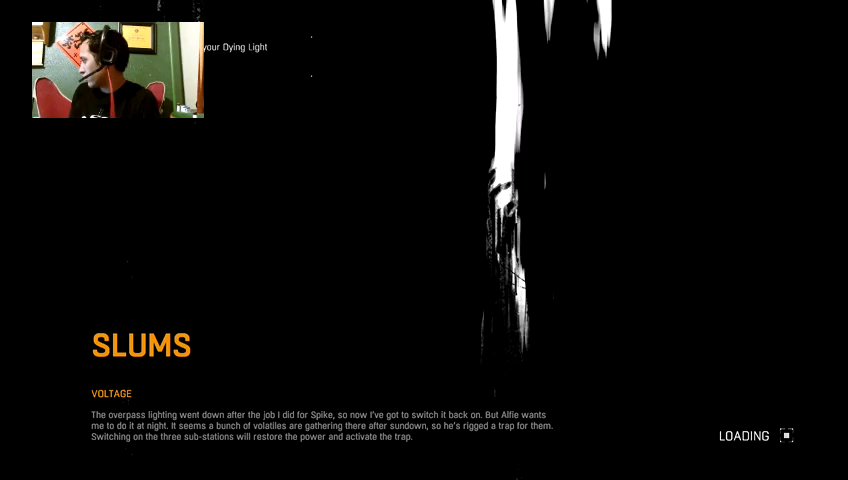 your Dying Light
SLUMS
VOLTAGE
The overpass lighting went down after the job I did for Spike, so now I've got to switch it back on. But Alfie wants
me to do it at night. It seems a bunch of volatiles are gathering there after sundown, so he's rigged a trap for them.
Switching on the three sub-stations will restore the power and activate the trap.
LOADING